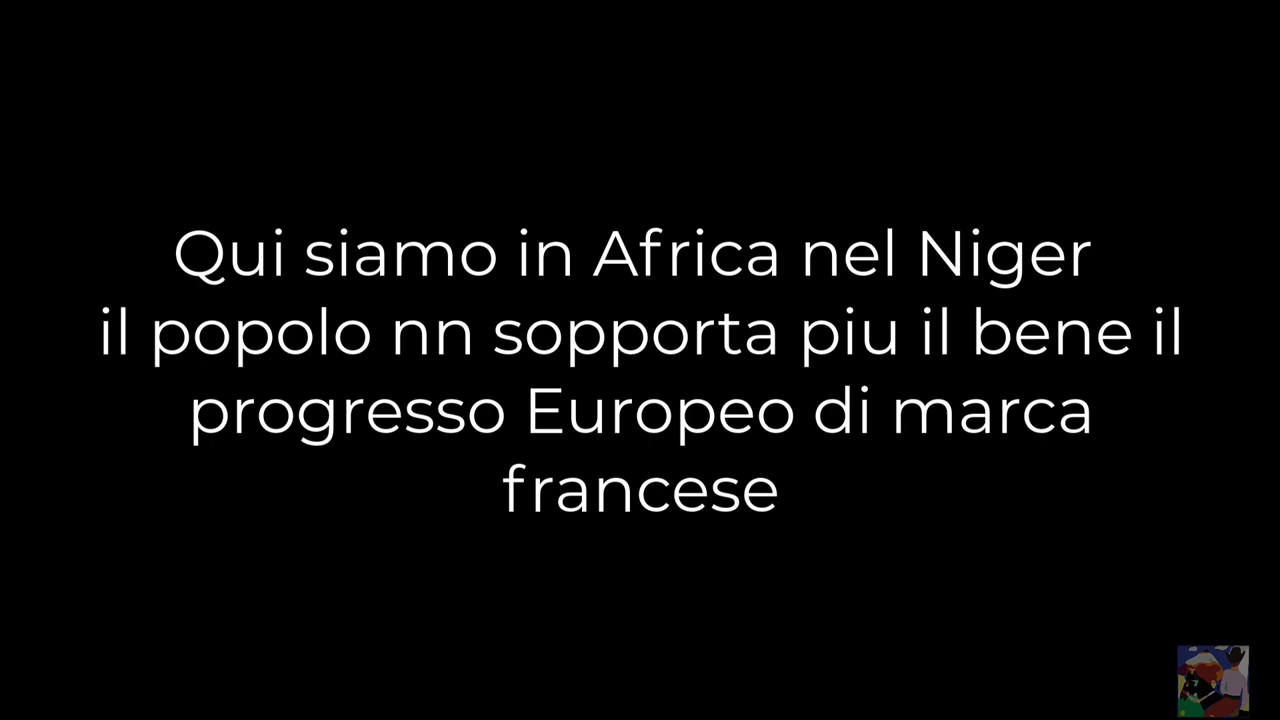 Qui siamo in Africa nel Niger
il popolo nn sopporta piu il bene il
progresso Europeo di marca
francese